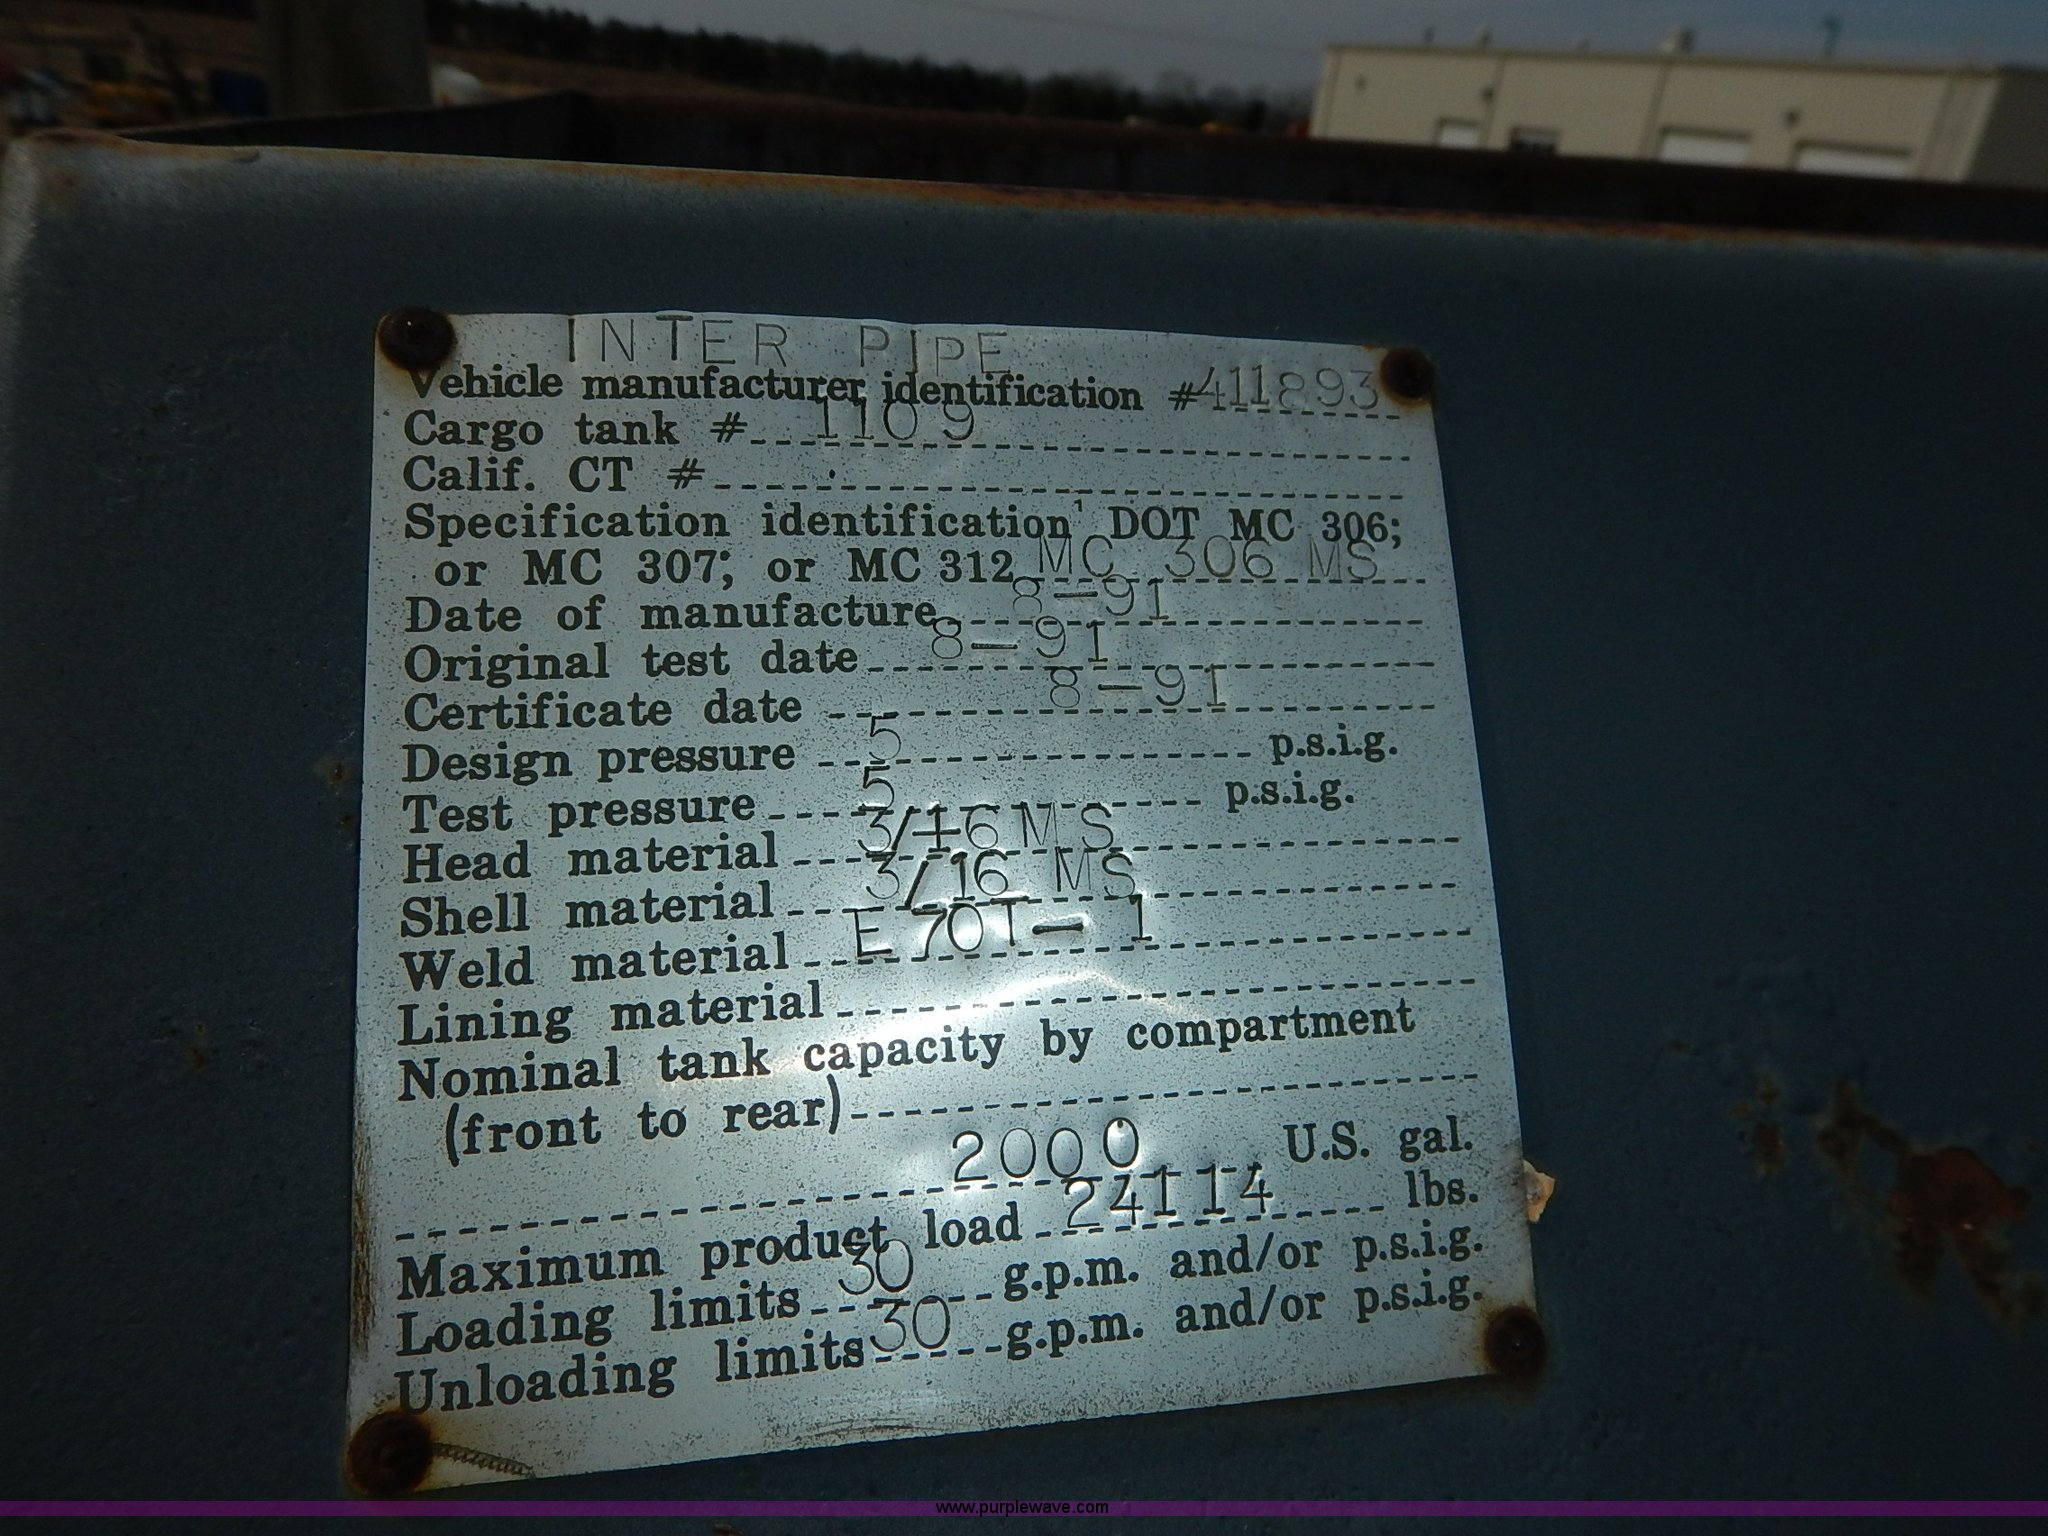 INTER PIPE
Vehicle manufacturer identification #411893
Cargo tank # 1109
Calif. CT #
Specification identification DOT MC 306;
or MC 307; or MC 312 MC 306 MS
Date of manufacture 8-91
Original test date 8-91
Certificate date 8-91
Design pressure 5 p.s.i.g.
Test pressure 5 p.s.i.g.
Head material 3/16 MS
Shell material 3/16 MS
Weld material E70T-1
Lining material
Nominal tank capacity by compartment
(front to rear)
2000 U.S. gal.
Maximum product load 24114 lbs.
Loading limits 30 g.p.m. and/or p.s.i.g.
Unloading limits 30 g.p.m. and/or p.s.i.g.
www.purplewave.com